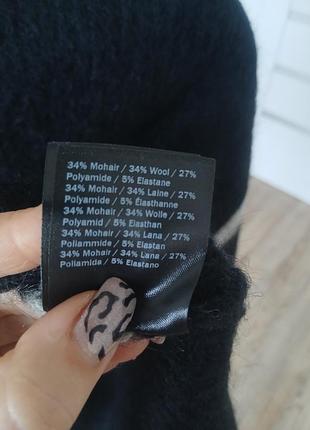 34% Mohair / 34% Wool / 27%
Polyamide / 5% Elastane
34% Mohair / 34% Laine / 27%
Polyamide / 5% Élasthanne
34% Mohair / 34% Wolle / 27%
Polyamid / 5% Elasthan
34% Mohair / 34% Lana / 27%
Poliammide / 5% Elastan
34% Mohair / 34% Lana / 27%
Poliamida / 5% Elastano